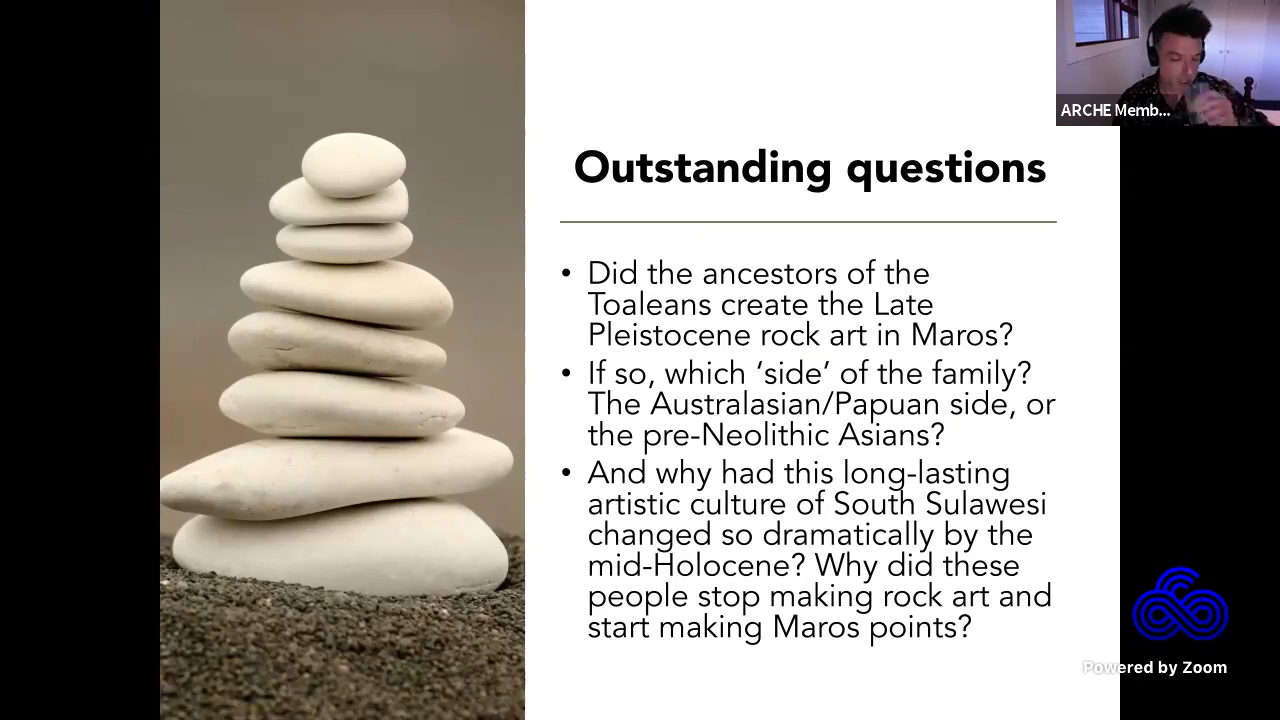 ARCHE Memb...
Outstanding questions
• Did the ancestors of the
Toaleans create the Late
Pleistocene rock art in Maros?
• If so, which ‘side’ of the family?
The Australasian/Papuan side, or
the pre-Neolithic Asians?
• And why had this long-lasting
artistic culture of South Sulawesi
changed so dramatically by the
mid-Holocene? Why did these
people stop making rock art and
start making Maros points?
Powered by Zoom